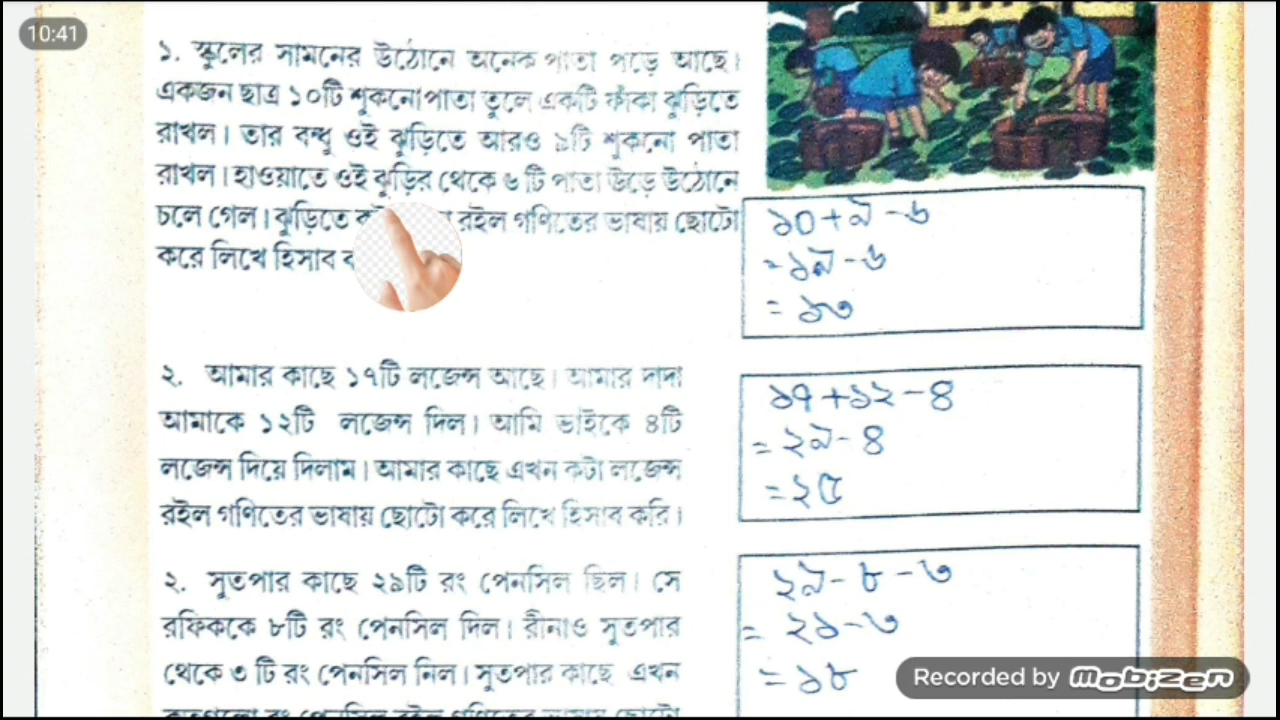 10:41
১. স্কুলের সামনের উঠোনে অনেক পাতা পড়ে আছে।
একজন ছাত্র ১০টি শুকনো পাতা তুলে একটি ফাঁকা ঝুড়িতে
রাখল। তার বন্ধু ওই ঝুড়িতে আরও ৯টি শুকনো পাতা
রাখল। হাওয়াতে ওই ঝুড়ির থেকে ৬ টি পাতা উড়ে উঠোনে
চলে গেল। ঝুড়িতে রইল গণিতের ভাষায় ছোটো
করে লিখে হিসাব
১০+৯-৬
=১৯-৬
=১৩
২. আমার কাছে ১৭টি লজেন্স আছে। আমার দাদা
আমাকে ১২টি লজেন্স দিল। আমি ভাইকে ৪টি
লজেন্স দিয়ে দিলাম। আমার কাছে এখন কটা লজেন্স
রইল গণিতের ভাষায় ছোটো করে লিখে হিসাব করি।
১৭+১২-৪
=২৯-৪
=২৫
২. সুতপার কাছে ২৯টি রং পেনসিল ছিল। সে
রফিককে ৮টি রং পেনসিল দিল। রীনাও সুতপার
থেকে ৩ টি রং পেনসিল নিল। সুতপার কাছে এখন
কতগুলো রং পেনসিল রইল গণিতের ভাষায় ছোটো
২৯-৮-৩
= ২১-৩
=১৮
Recorded by mobizen